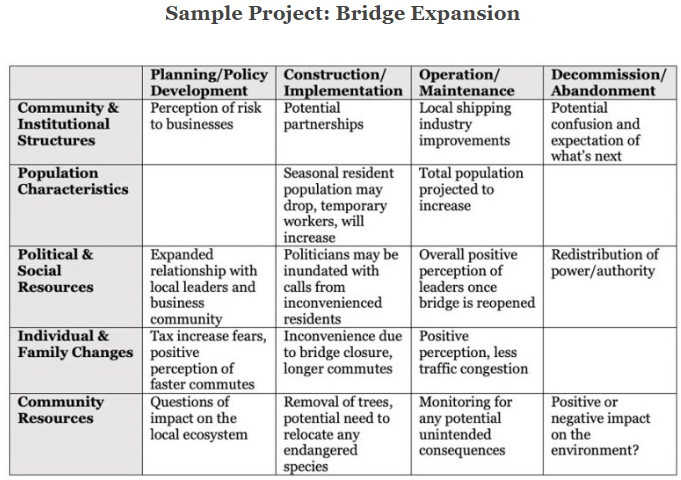 Sample Project: Bridge Expansion
Planning/Policy
Development
Construction/
Implementation
Operation/
Maintenance
Decommission/
Abandonment
Community &
Institutional
Structures
Perception of risk
to businesses
Potential
partnerships
Local shipping
industry
improvements
Potential
confusion and
expectation of
what's next
Population
Characteristics
Seasonal resident
population may
drop, temporary
workers, will
increase
Total population
projected to
increase
Political &
Social
Resources
Expanded
relationship with
local leaders and
business
community
Politicians may be
inundated with
calls from
inconvenienced
residents
Overall positive
perception of
leaders once
bridge is reopened
Redistribution of
power/authority
Individual &
Family Changes
Tax increase fears,
positive
perception of
faster commutes
Inconvenience due
to bridge closure,
longer commutes
Positive
perception, less
traffic congestion
Community
Resources
Questions of
impact on the
local ecosystem
Removal of trees,
potential need to
relocate any
endangered
species
Monitoring for
any potential
unintended
consequences
Positive or
negative impact
on the
environment?